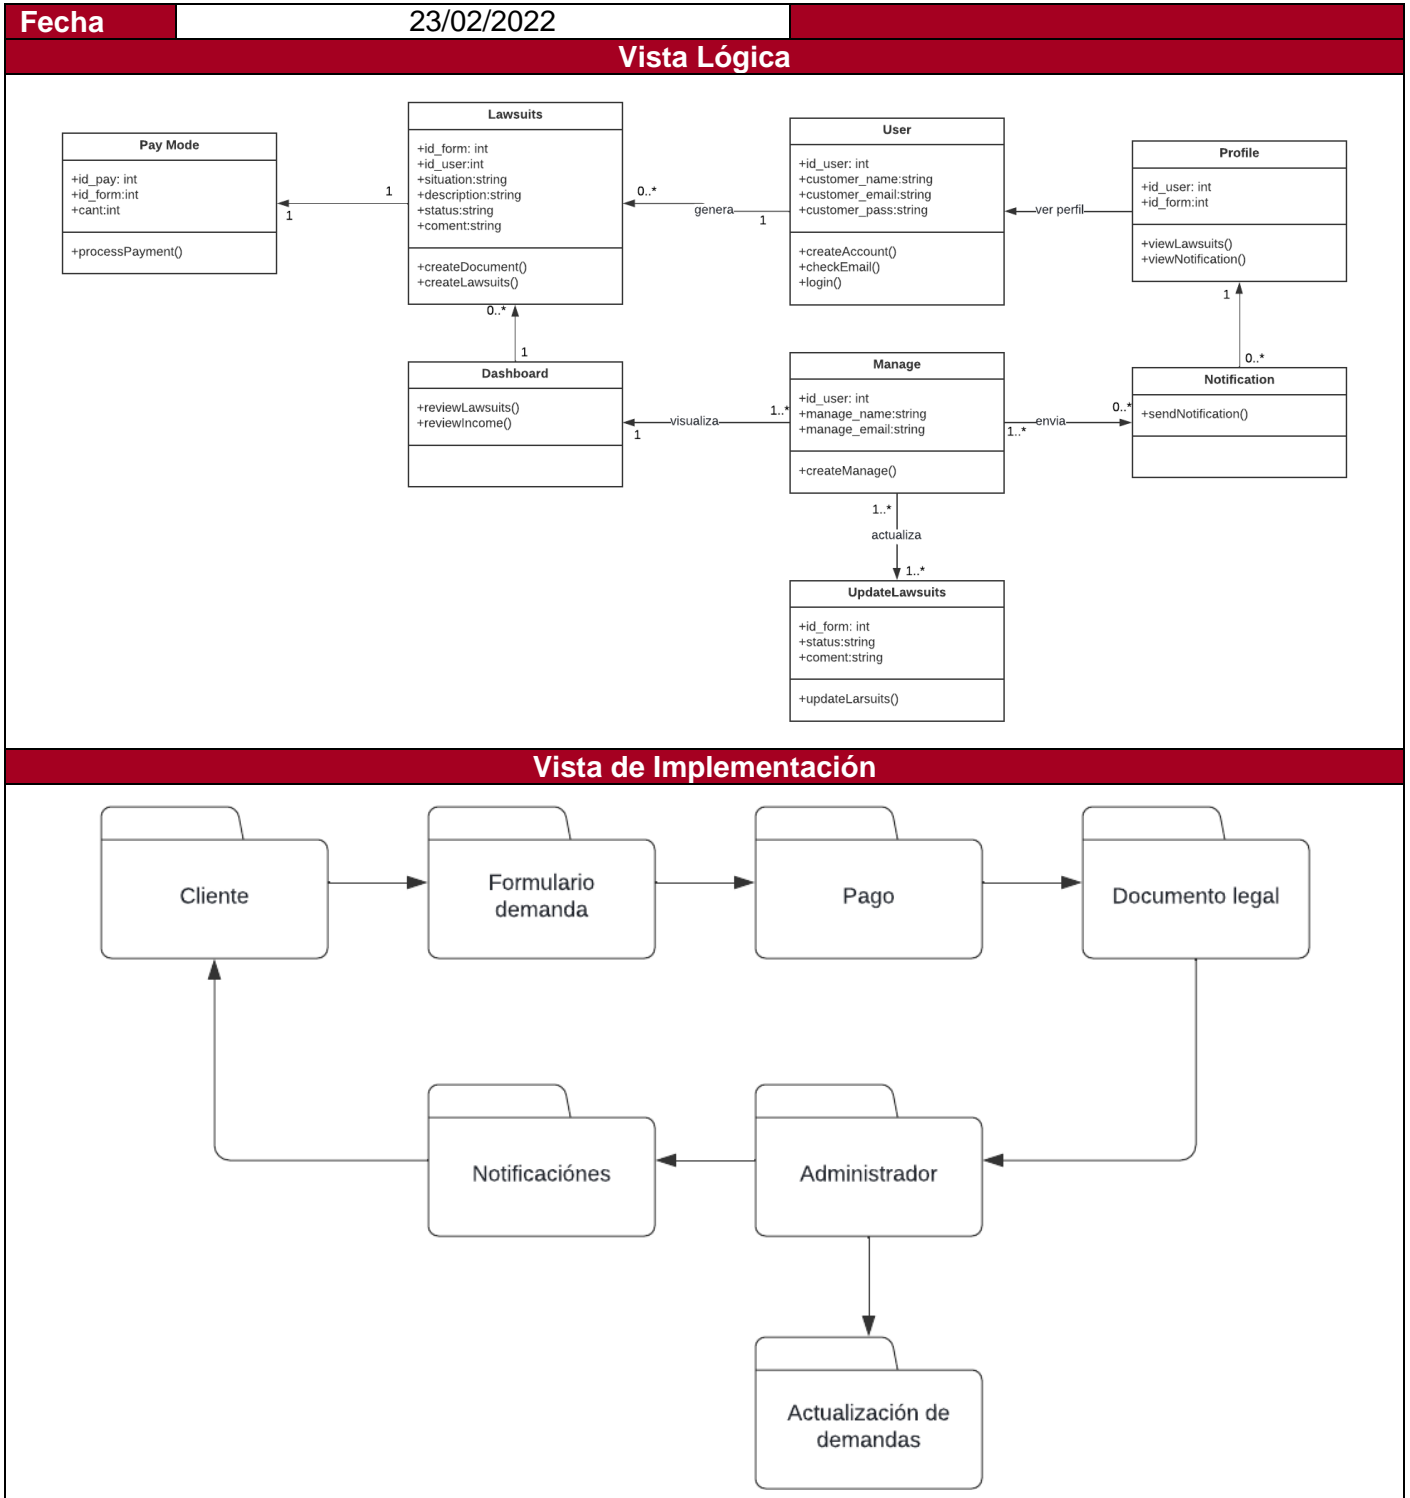 Fecha
23/02/2022
Vista Lógica
Pay Mode
+id_pay: int
+id_form:int
+cant:int
+processPayment()
1
1
Lawsuits
+id_form: int
+id_user:int
+situation:string
+description:string
+status:string
+coment:string
+createDocument()
+createLawsuits()
0..*
genera
1
User
+id_user: int
+customer_name:string
+customer_email:string
+customer_pass:string
+createAccount()
+checkEmail()
+login()
ver perfil
Profile
+id_user: int
+id_form:int
+viewLawsuits()
+viewNotification()
0..*
1
Dashboard
+reviewLawsuits()
+reviewIncome()
1
visualiza
1..*
Manage
+id_user: int
+manage_name:string
+manage_email:string
+createManage()
1..*
envia
0..*
1
0..*
Notification
+sendNotification()
1..*
actualiza
1..*
UpdateLawsuits
+id_form: int
+status:string
+coment:string
+updateLarsuits()
Vista de Implementación
Cliente
Formulario
demanda
Pago
Documento legal
Notificaciónes
Administrador
Actualización de
demandas